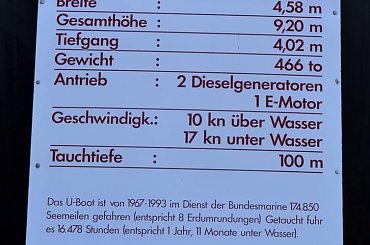 Breite : 4,58 m
Gesamthöhe : 9,20 m
Tiefgang : 4,02 m
Gewicht : 466 to
Antrieb : 2 Dieselgeneratoren
1 E-Motor
Geschwindigk.: 10 kn über Wasser
17 kn unter Wasser
Tauchtiefe : 100 m
Das U-Boot ist von 1967-1993 im Dienst der Bundesmarine 174.850
Seemeilen gefahren (entspricht 8 Erdumrundungen) Getaucht fuhr
es 16.478 Stunden (entspricht 1 Jahr, 11 Monate unter Wasser).